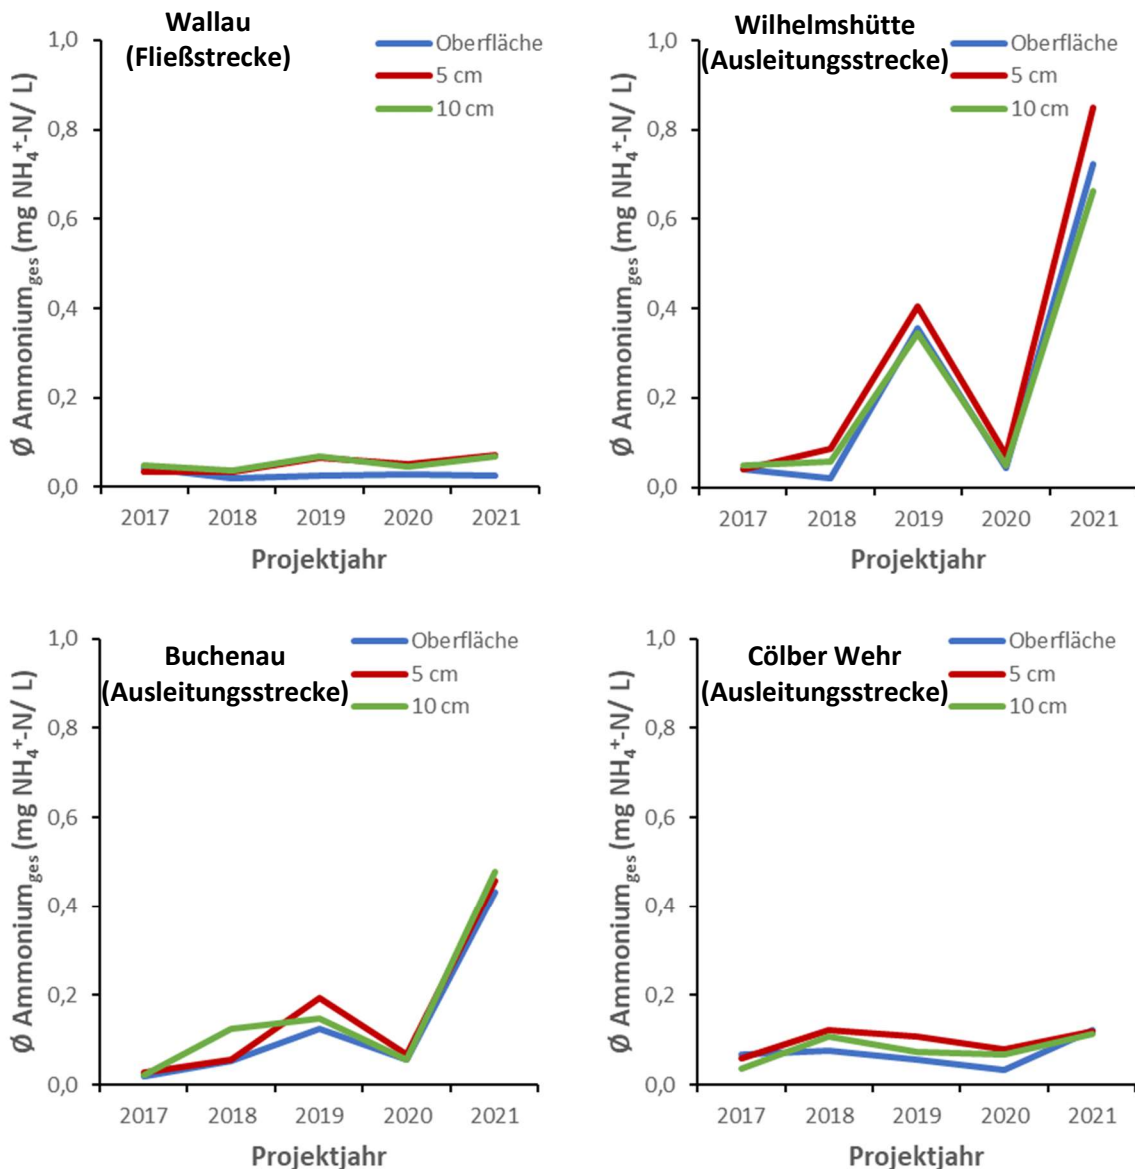 Wallau
(Fließstrecke)
Oberfläche
5 cm
10 cm
Ø Ammonium_ges (mg NH₄⁺-N/ L)
1,0
0,8
0,6
0,4
0,2
0,0
2017 2018 2019 2020 2021
Projektjahr
Wilhelmshütte
(Ausleitungsstrecke)
Oberfläche
5 cm
10 cm
Ø Ammonium_ges (mg NH₄⁺-N/ L)
1,0
0,8
0,6
0,4
0,2
0,0
2017 2018 2019 2020 2021
Projektjahr
Buchenau
(Ausleitungsstrecke)
Oberfläche
5 cm
10 cm
Ø Ammonium_ges (mg NH₄⁺-N/ L)
1,0
0,8
0,6
0,4
0,2
0,0
2017 2018 2019 2020 2021
Projektjahr
Cölber Wehr
(Ausleitungsstrecke)
Oberfläche
5 cm
10 cm
Ø Ammonium_ges (mg NH₄⁺-N/ L)
1,0
0,8
0,6
0,4
0,2
0,0
2017 2018 2019 2020 2021
Projektjahr